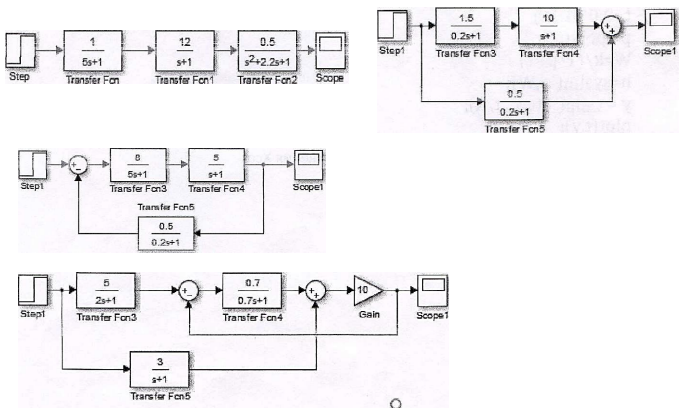 1
5s+1
12
s+1
0.5
s²+2.2s+1
Step
Transfer Fcn
Transfer Fcn1
Transfer Fcn2
Scope
1.5
0.2s+1
10
s+1
Step1
Transfer Fcn3
Transfer Fcn4
Scope1
0.5
0.2s+1
Transfer Fcn5
8
5s+1
5
s+1
Step1
Transfer Fcn3
Transfer Fcn4
Scope1
Transfer Fcn5
0.5
0.2s+1
5
2s+1
0.7
0.7s+1
10
Step1
Transfer Fcn3
Transfer Fcn4
Gain
Scope1
3
s+1
Transfer Fcn5